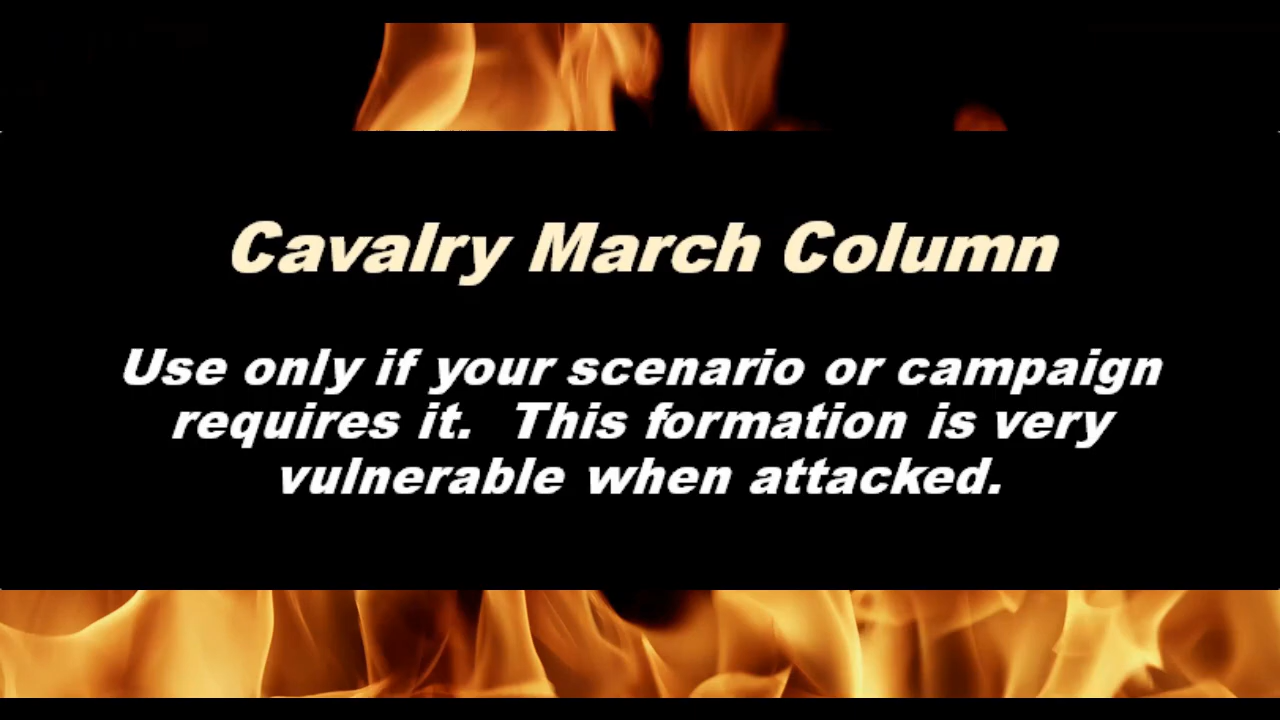 Cavalry March Column
Use only if your scenario or campaign
requires it.  This formation is very
vulnerable when attacked.